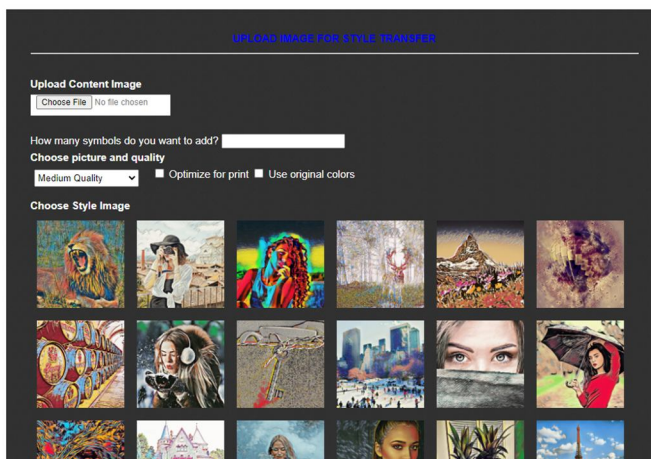 UPLOAD IMAGE FOR STYLE TRANSFER
Upload Content Image
Choose File No file chosen
How many symbols do you want to add?
Choose picture and quality
Medium Quality Optimize for print Use original colors
Choose Style Image